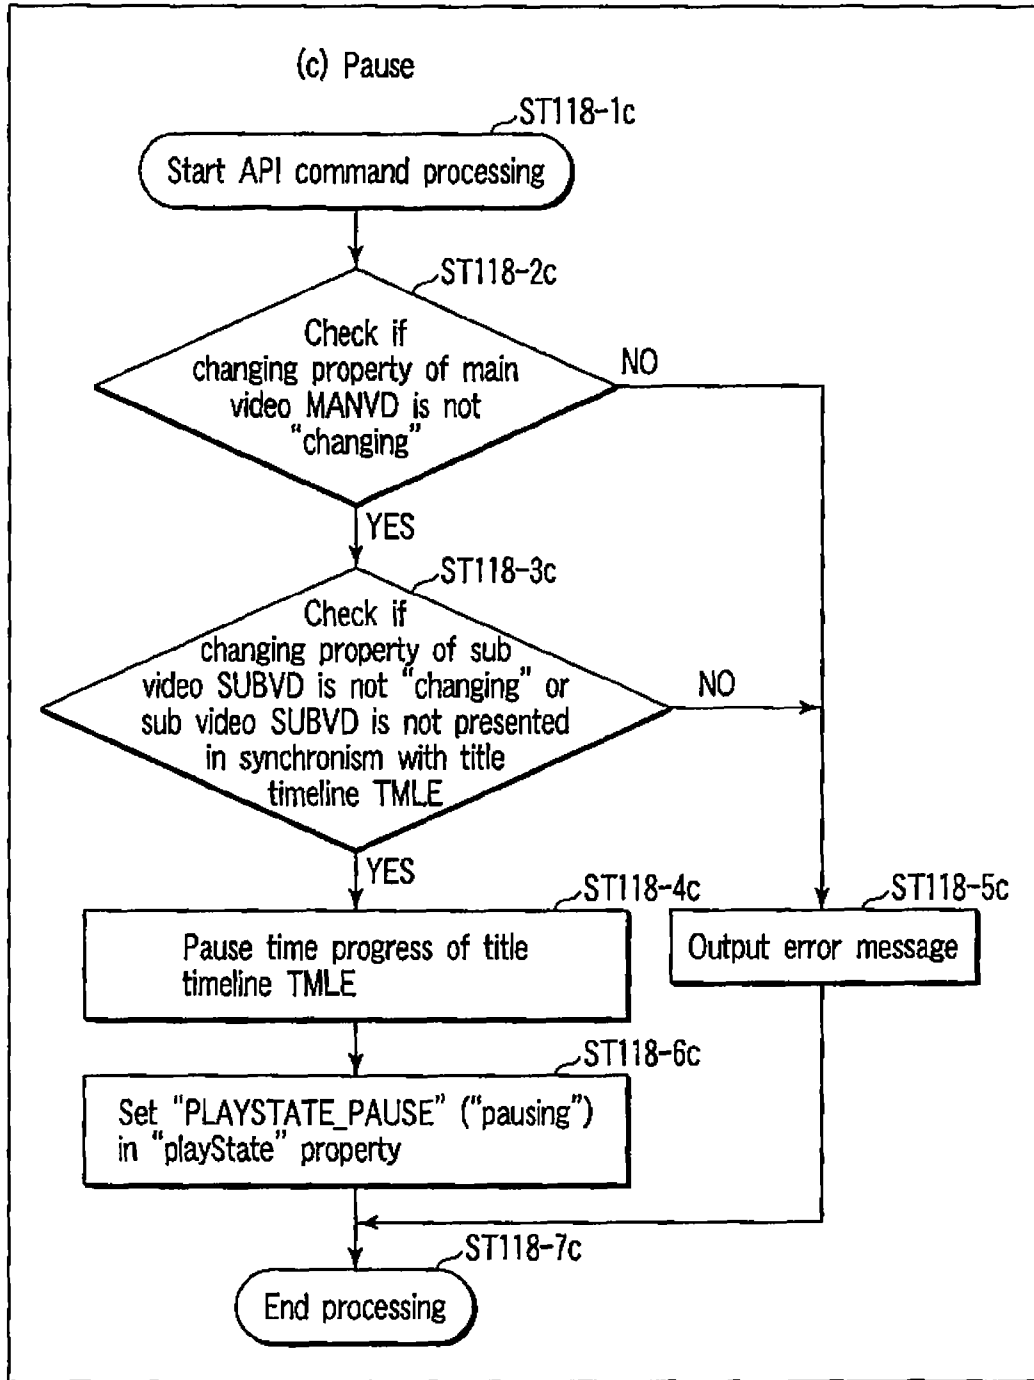 (c) Pause
ST118-1c
Start API command processing
ST118-2c
Check if
changing property of main
video MANVD is not
“changing”
NO
YES
ST118-3c
Check if
changing property of sub
video SUBVD is not “changing” or
sub video SUBVD is not presented
in synchronism with title
timeline TMLE
NO
YES
ST118-4c
Pause time progress of title
timeline TMLE
ST118-5c
Output error message
ST118-6c
Set “PLAYSTATE_PAUSE” (“pausing”)
in “playState” property
ST118-7c
End processing